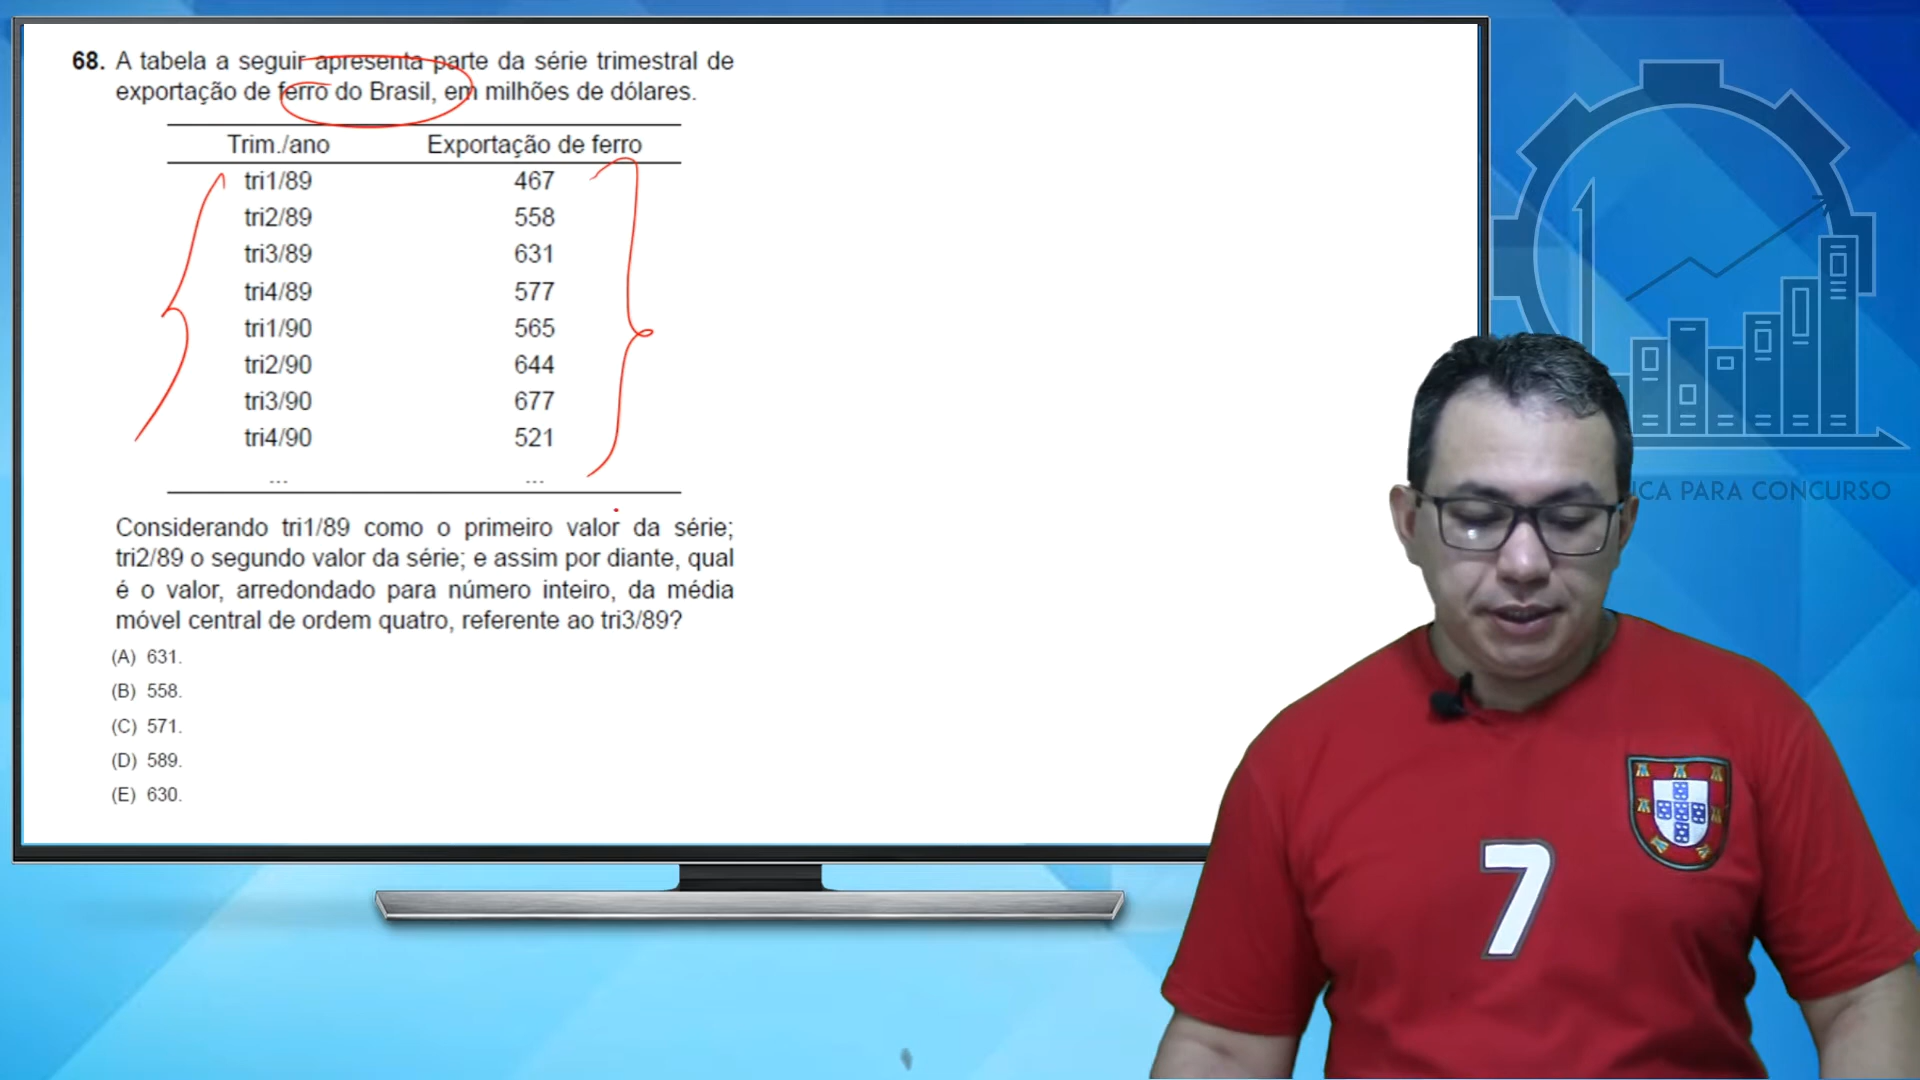 68. A tabela a seguir apresenta parte da série trimestral de
exportação de ferro do Brasil, em milhões de dólares.
Trim./ano Exportação de ferro
tri1/89 467
tri2/89 558
tri3/89 631
tri4/89 577
tri1/90 565
tri2/90 644
tri3/90 677
tri4/90 521
... ...
Considerando tri1/89 como o primeiro valor da série;
tri2/89 o segundo valor da série; e assim por diante, qual
é o valor, arredondado para número inteiro, da média
móvel central de ordem quatro, referente ao tri3/89?
(A) 631.
(B) 558.
(C) 571.
(D) 589.
(E) 630.
ICA PARA CONCURSO
7